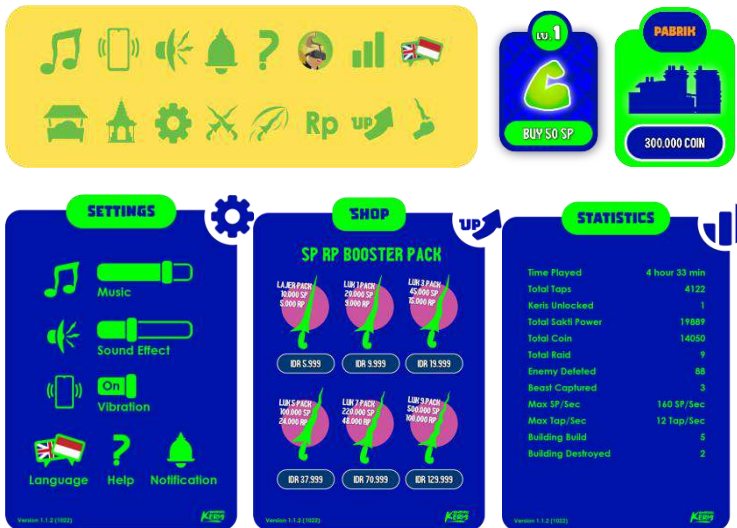 Rp
UP
LV. 1
BUY 50 SP
PABRIK
300.000 COIN
SETTINGS
Music
Sound Effect
On
Vibration
Language Help Notification
Version 1.1.2 (1022)
KERIS
SHOP
UP
SP RP BOOSTER PACK
LAJER PACK
10.000 SP
5.000 RP
IDR 5.999
LUK 1 PACK
20.000 SP
9.000 RP
IDR 9.999
LUK 3 PACK
45.000 SP
15.000 RP
IDR 19.999
LUK 5 PACK
100.000 SP
24.000 RP
IDR 37.999
LUK 7 PACK
220.000 SP
48.000 RP
IDR 70.999
LUK 9 PACK
500.000 SP
100.000 RP
IDR 129.999
Version 1.1.2 (1022)
KERIS
STATISTICS
Time Played 4 hour 33 min
Total Taps 4122
Keris Unlocked 1
Total Sakti Power 19889
Total Coin 14050
Total Raid 9
Enemy Defeted 88
Beast Captured 3
Max SP/Sec 160 SP/Sec
Max Tap/Sec 12 Tap/Sec
Building Build 5
Building Destroyed 2
Version 1.1.2 (1022)
KERIS